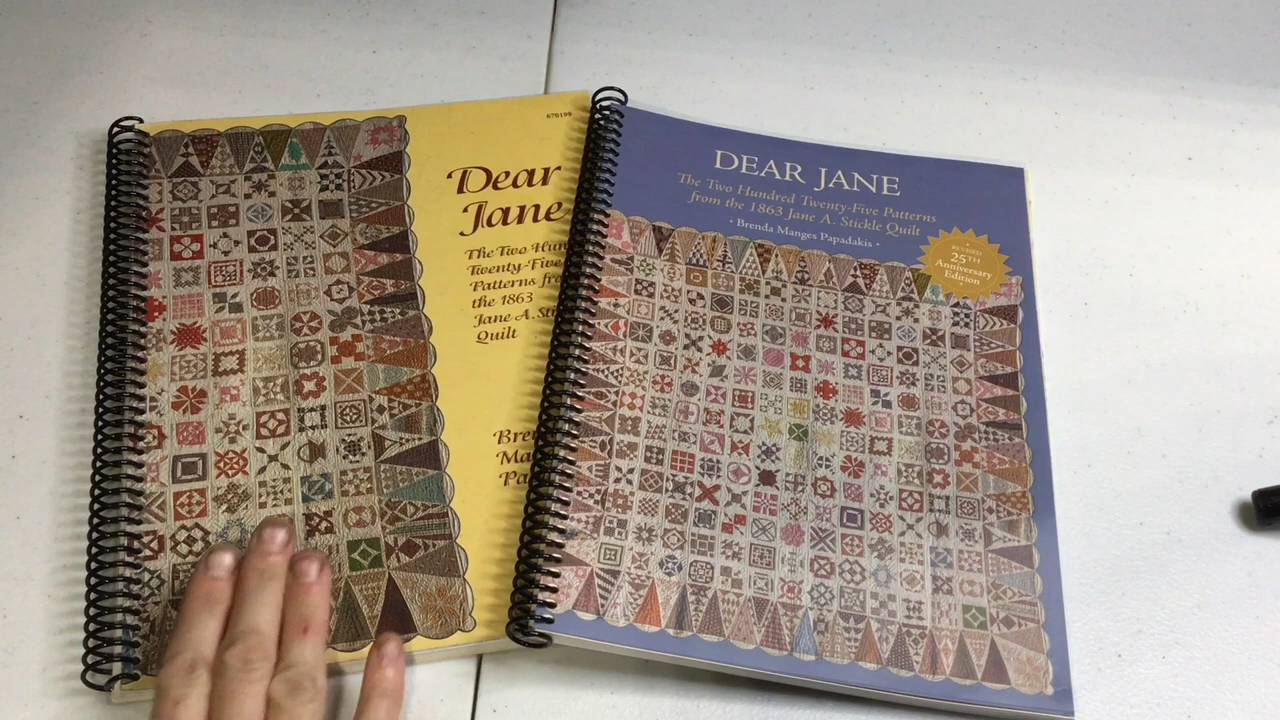 670199
Dear
Jane
The Two Hun
Twenty-Five
Patterns fro
the 1863
Jane A. Sti
Quilt
Bren
Ma
Pa
DEAR JANE
The Two Hundred Twenty-Five Patterns
from the 1863 Jane A. Stickle Quilt
• Brenda Manges Papadakis •
REVISED
25TH
Anniversary
Edition